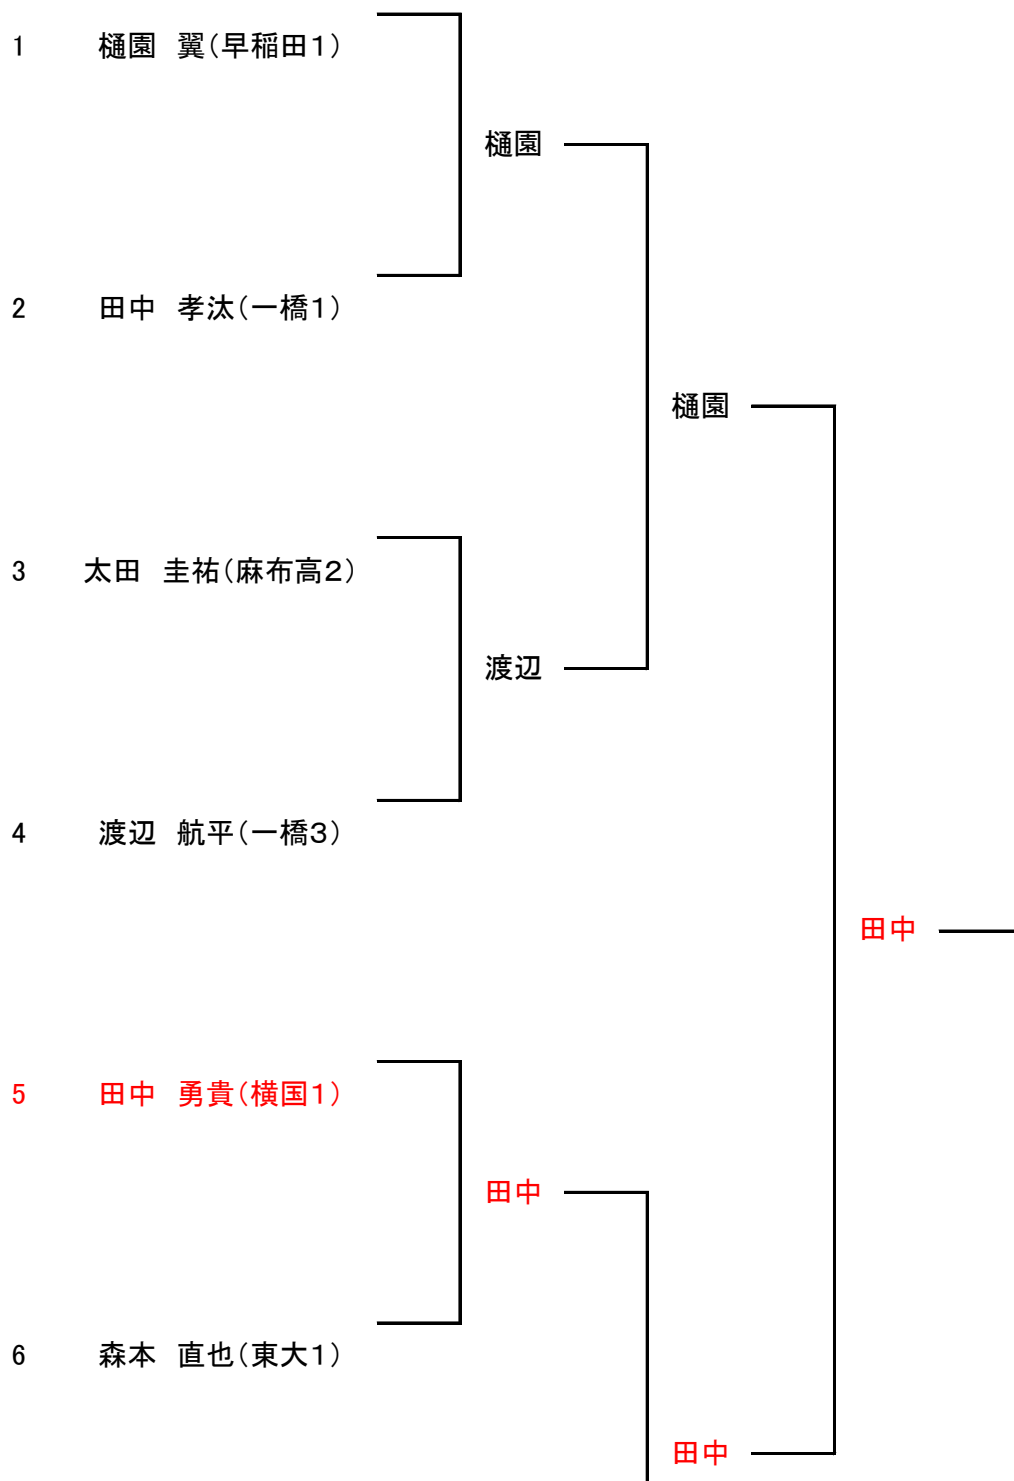 1 樋園 翼(早稲田1)
樋園
2 田中 孝汰(一橋1)
樋園
3 太田 圭祐(麻布高2)
渡辺
4 渡辺 航平(一橋3)
田中
5 田中 勇貴(横国1)
田中
6 森本 直也(東大1)
田中